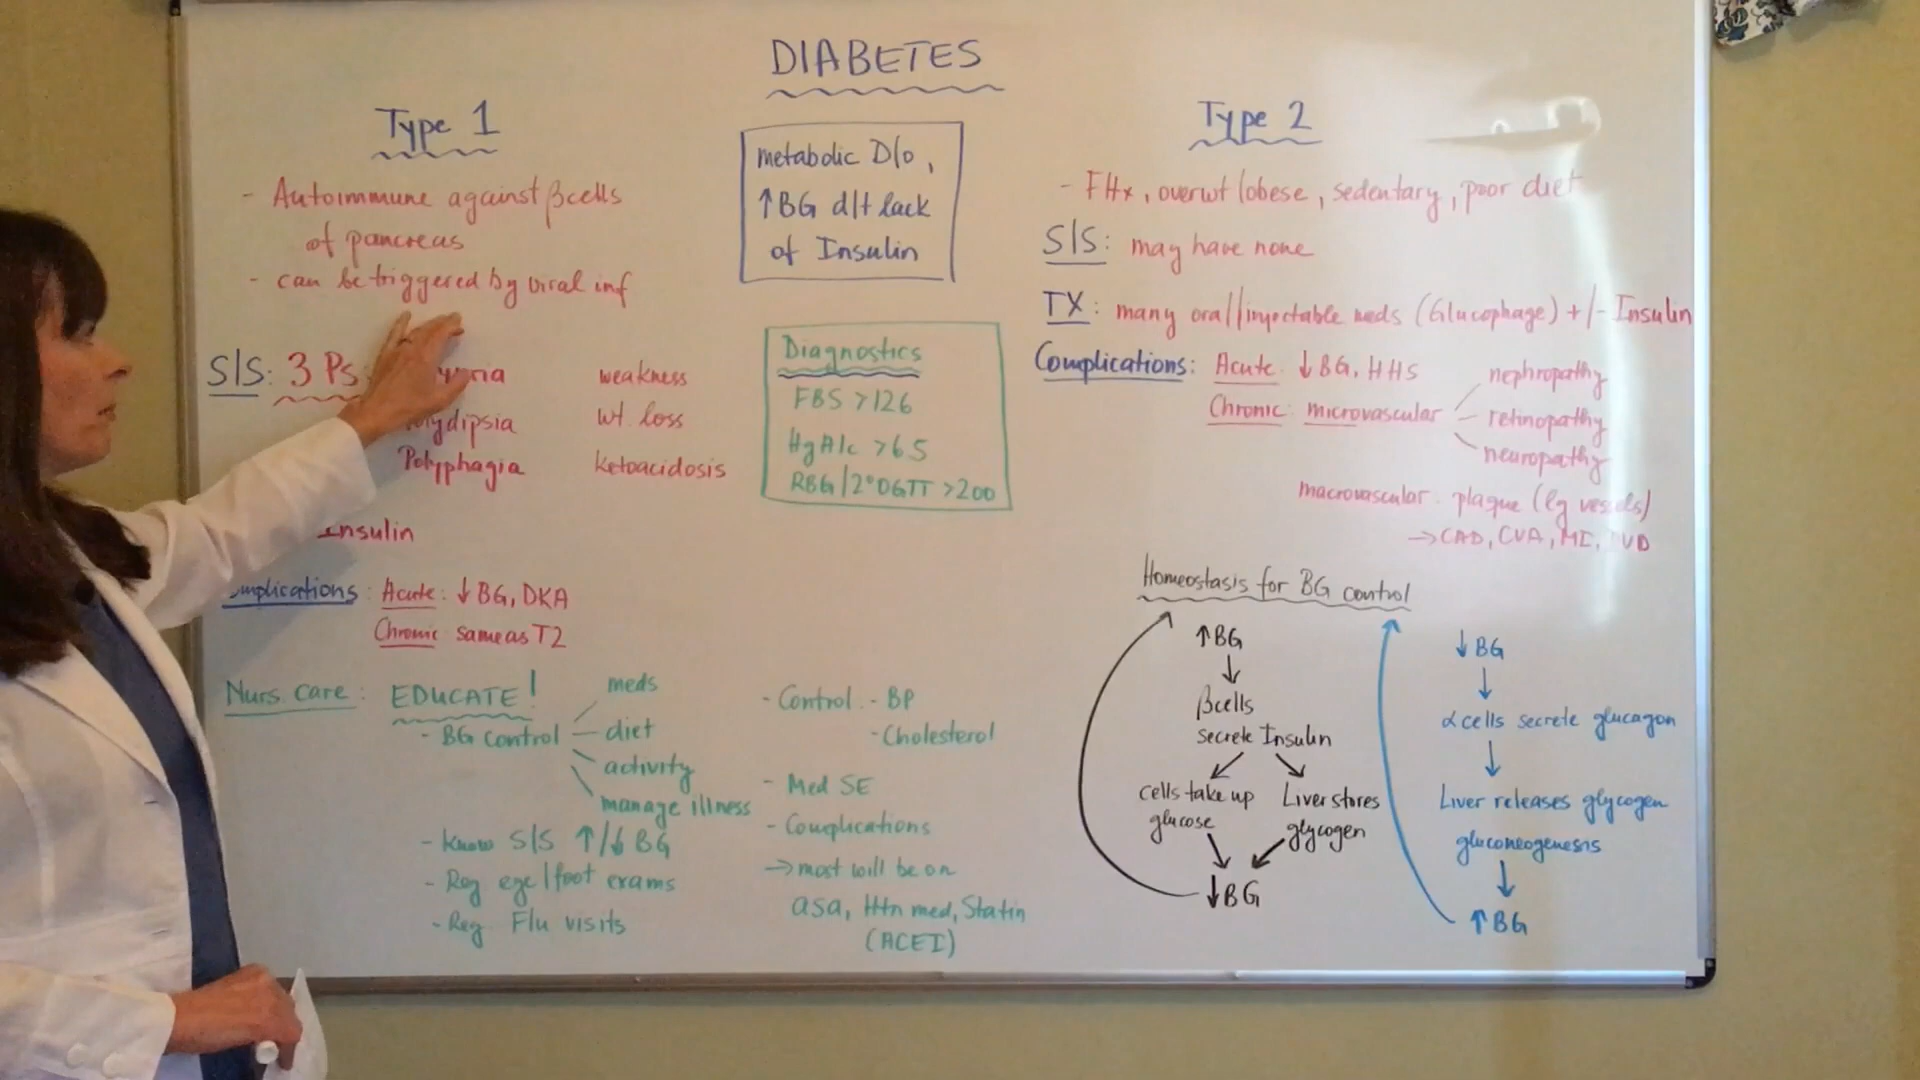 DIABETES
Type 1
- Autoimmune against βcells
of pancreas
- can be triggered by viral inf
S/S: 3 Ps:
Polyphagia
weakness
wt loss
ketoacidosis
Insulin
Acute: ↓BG, DKA
Chronic same as T2
Nurs. care: EDUCATE!
- BG control
meds
diet
activity
manage illness
- Know S/S ↑/↓ BG
- Reg eye/foot exams
- Reg. Flu visits
metabolic D/o,
↑BG d/t lack
of Insulin
Diagnostics
FBS >126
HgA1c >6.5
RBG/2°OGTT >200
- Control - BP
- Cholesterol
- Med SE
- Complications
→ most will be on
asa, Htn med, Statin
(ACEI)
Type 2
- FHx, overwt/obese, sedentary, poor diet
S/S: may have none
TX: many oral/injectable meds (Glucophage) +/- Insulin
Complications: Acute: ↓BG, HHS
Chronic: microvascular
nephropathy
retinopathy
neuropathy
macrovascular: plaque (lg vessels)
→ CAD, CVA, MI,
Homeostasis for BG control
↑BG
↓
βcells
secrete Insulin
cells take up
glucose
Liver stores
glycogen
↓BG
↓BG
↓
αcells secrete glucagon
↓
Liver releases glycogen
gluconeogenesis
↓
↑BG